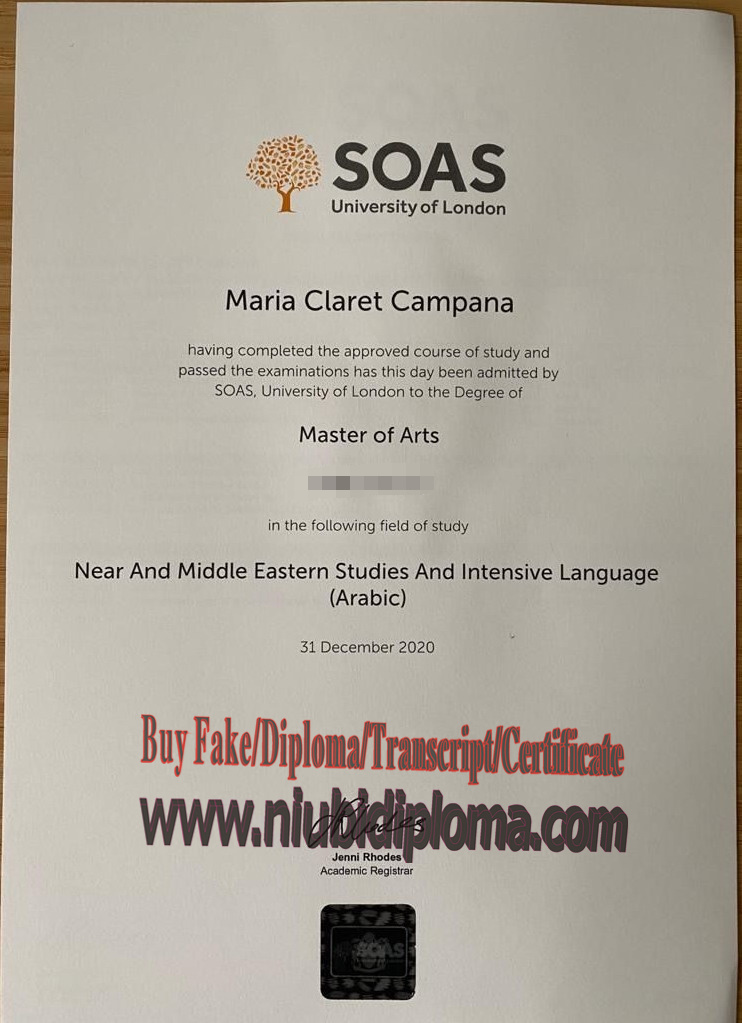 SOAS
University of London
Maria Claret Campana
having completed the approved course of study and
passed the examinations has this day been admitted by
SOAS, University of London to the Degree of
Master of Arts
in the following field of study
Near And Middle Eastern Studies And Intensive Language
(Arabic)
31 December 2020
Buy Fake/Diploma/Transcript/Certificate
www.niubidiploma.com
JRhodes
Jenni Rhodes
Academic Registrar
SOAS